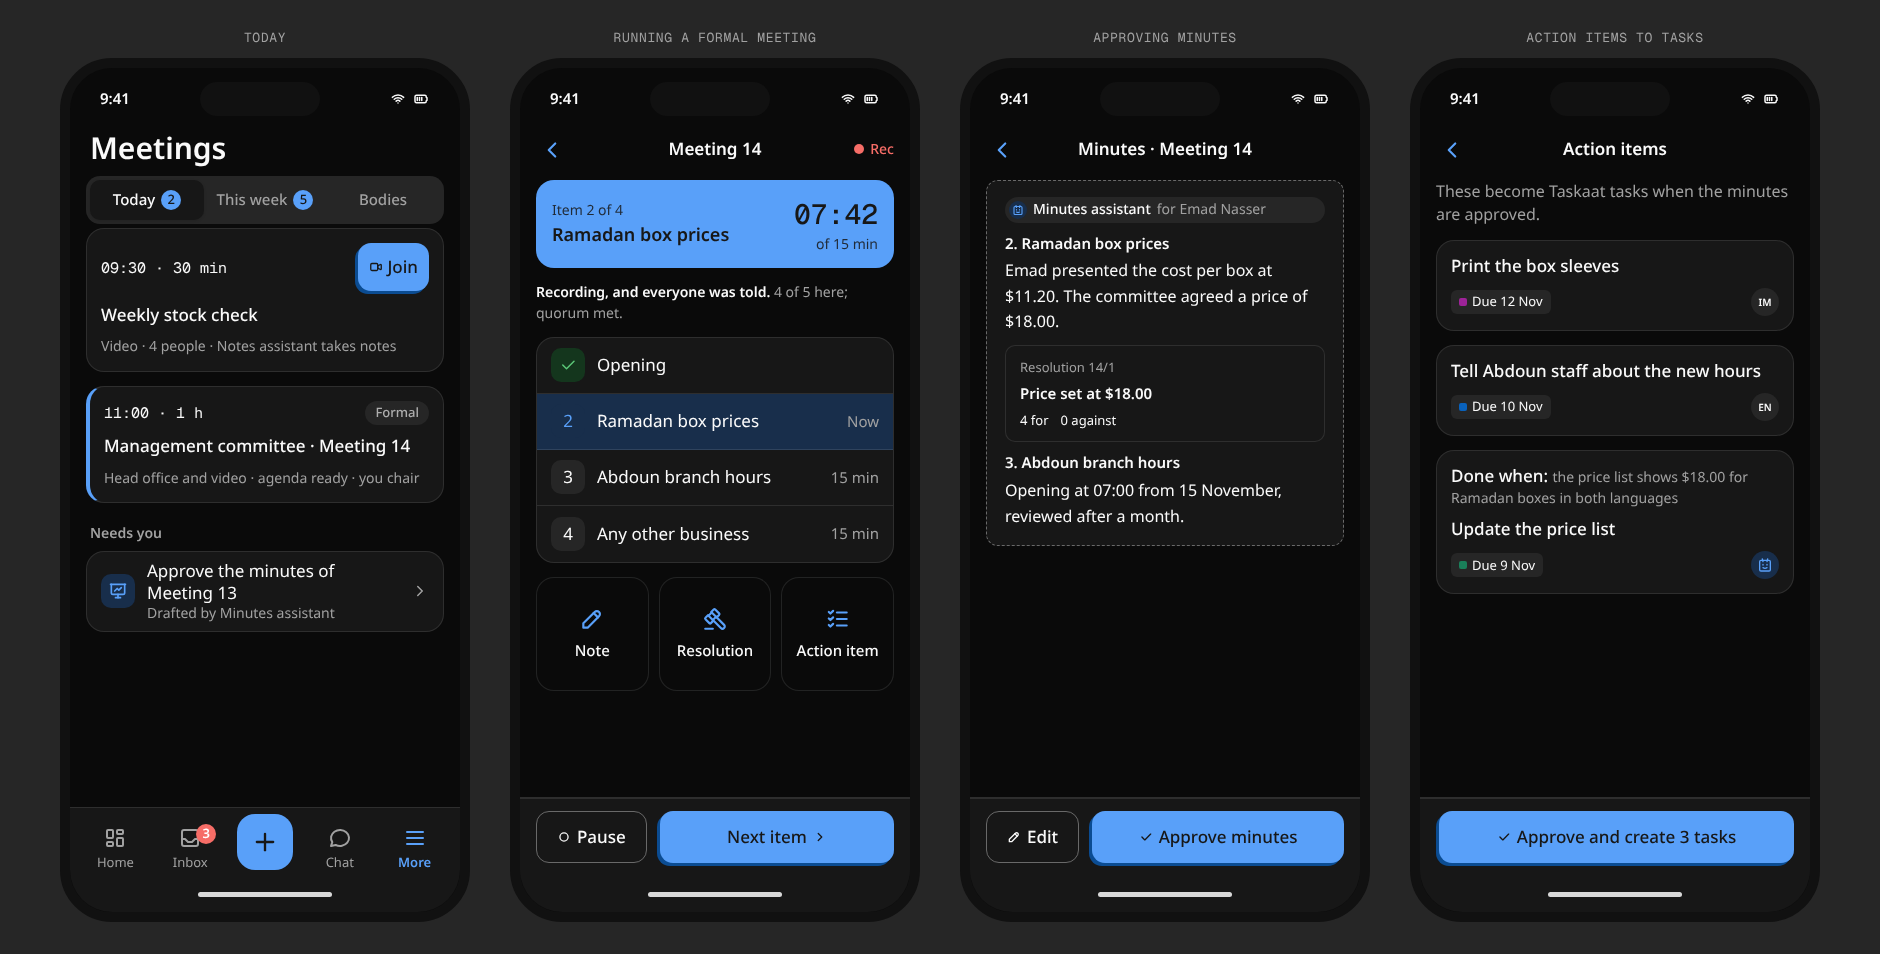 TODAY
9:41
Meetings
Today 2
This week 5
Bodies
09:30 · 30 min
Join
Weekly stock check
Video · 4 people · Notes assistant takes notes
11:00 · 1 h
Formal
Management committee · Meeting 14
Head office and video · agenda ready · you chair
Needs you
Approve the minutes of
Meeting 13
Drafted by Minutes assistant
Home
Inbox
3
Chat
More
RUNNING A FORMAL MEETING
9:41
Meeting 14
Rec
Item 2 of 4
Ramadan box prices
07:42
of 15 min
Recording, and everyone was told. 4 of 5 here;
quorum met.
Opening
2 Ramadan box prices Now
3 Abdoun branch hours 15 min
4 Any other business 15 min
Note
Resolution
Action item
Pause
Next item
APPROVING MINUTES
9:41
Minutes · Meeting 14
Minutes assistant for Emad Nasser
2. Ramadan box prices
Emad presented the cost per box at
$11.20. The committee agreed a price of
$18.00.
Resolution 14/1
Price set at $18.00
4 for 0 against
3. Abdoun branch hours
Opening at 07:00 from 15 November,
reviewed after a month.
Edit
Approve minutes
ACTION ITEMS TO TASKS
9:41
Action items
These become Taskaat tasks when the minutes
are approved.
Print the box sleeves
Due 12 Nov
IM
Tell Abdoun staff about the new hours
Due 10 Nov
EN
Done when: the price list shows $18.00 for
Ramadan boxes in both languages
Update the price list
Due 9 Nov
Approve and create 3 tasks